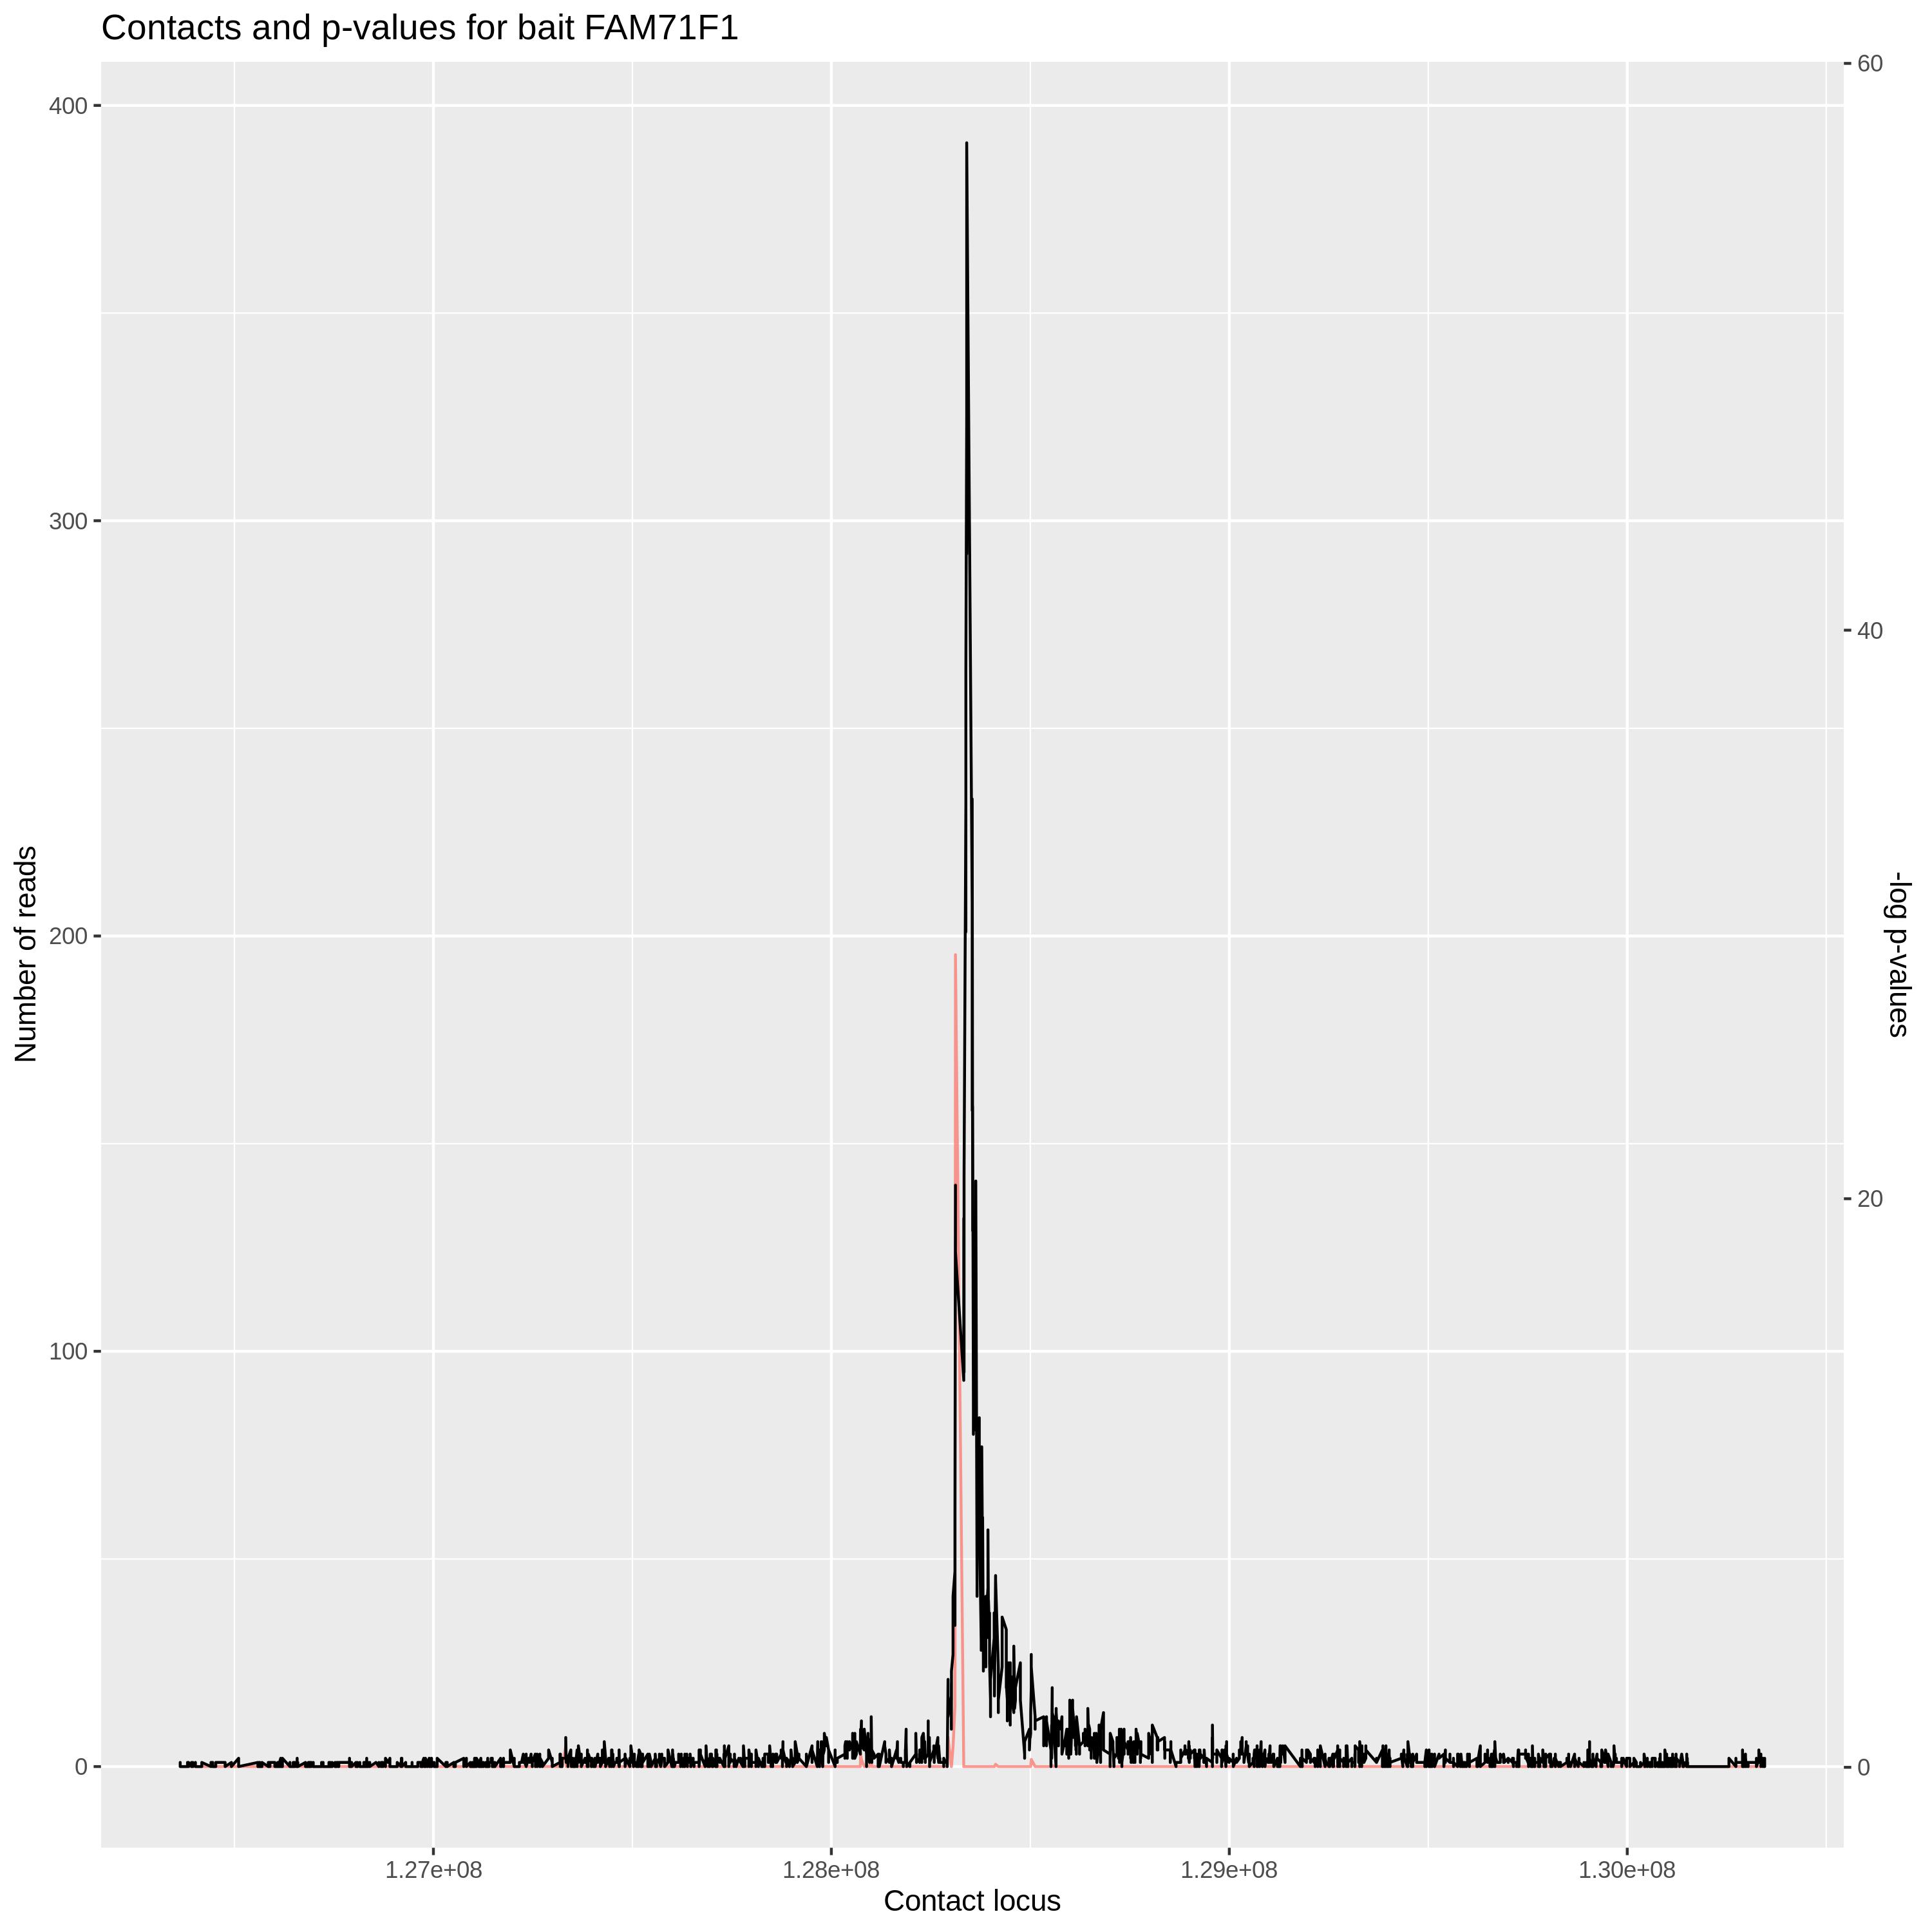 Contacts and p-values for bait FAM71F1
400
300
200
100
0
60
40
20
0
Number of reads
-log p-values
1.27e+08
1.28e+08
1.29e+08
1.30e+08
Contact locus